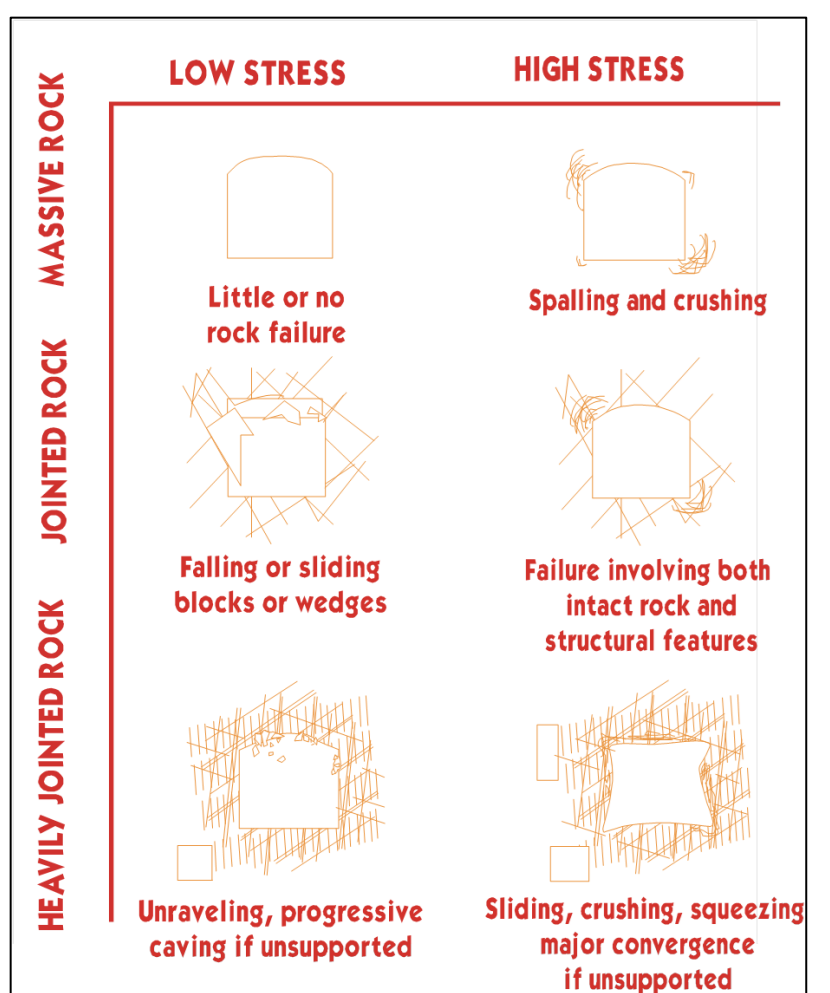 LOW STRESS
HIGH STRESS
MASSIVE ROCK
Little or no
rock failure
Spalling and crushing
JOINTED ROCK
Falling or sliding
blocks or wedges
Failure involving both
intact rock and
structural features
HEAVILY JOINTED ROCK
Unraveling, progressive
caving if unsupported
Sliding, crushing, squeezing
major convergence
if unsupported